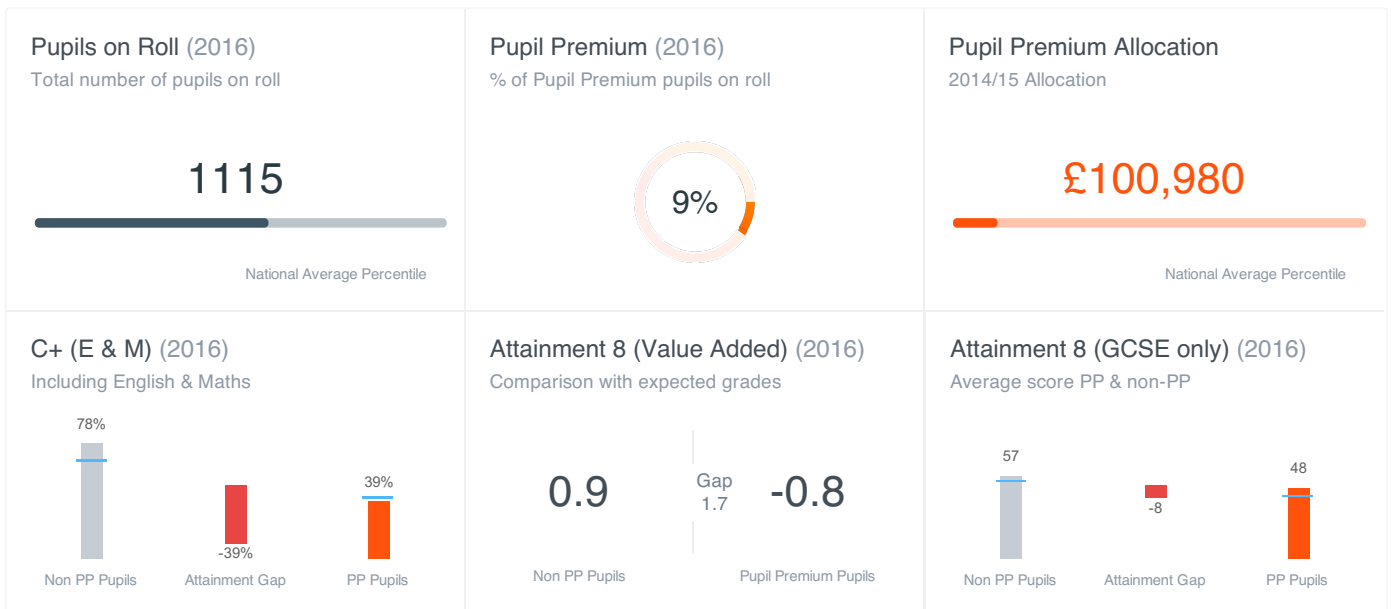 Pupils on Roll (2016)
Total number of pupils on roll
1115
National Average Percentile
Pupil Premium (2016)
% of Pupil Premium pupils on roll
9%
Pupil Premium Allocation
2014/15 Allocation
£100,980
National Average Percentile
C+ (E & M) (2016)
Including English & Maths
78%
39%
-39%
Non PP Pupils
Attainment Gap
PP Pupils
Attainment 8 (Value Added) (2016)
Comparison with expected grades
0.9
Gap
1.7
-0.8
Non PP Pupils
Pupil Premium Pupils
Attainment 8 (GCSE only) (2016)
Average score PP & non-PP
57
48
-8
Non PP Pupils
Attainment Gap
PP Pupils